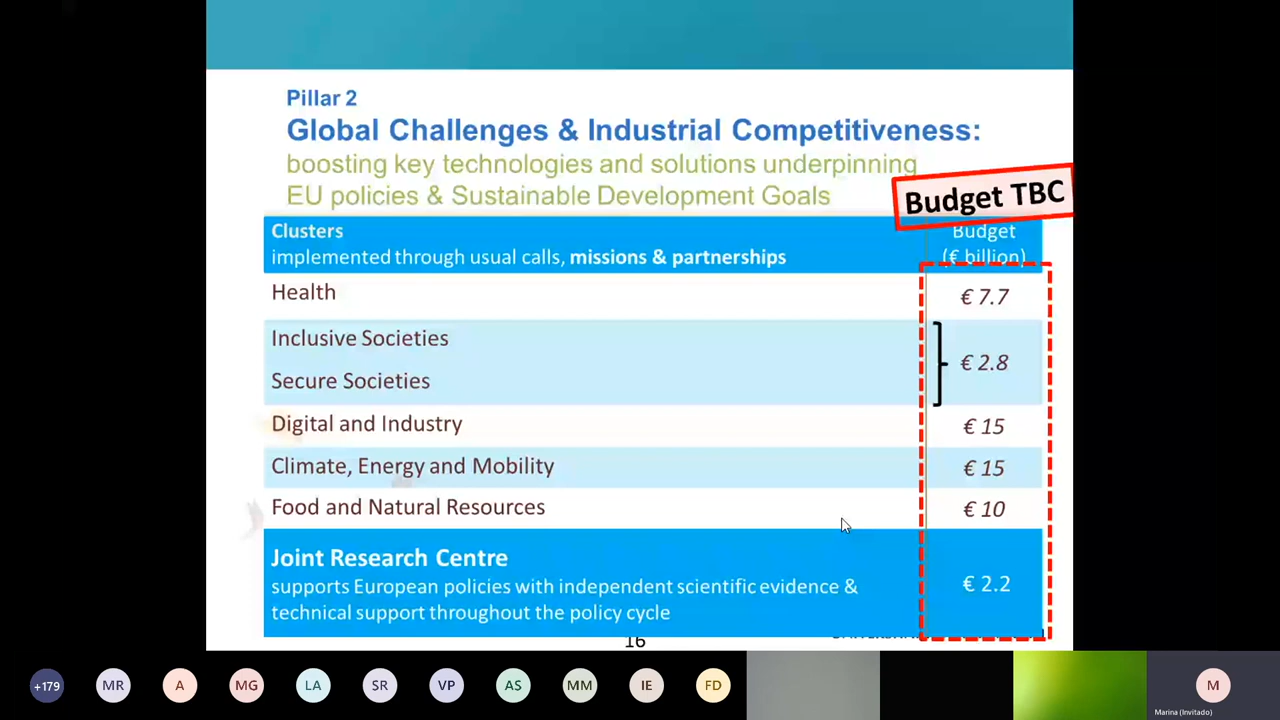 Pillar 2
Global Challenges & Industrial Competitiveness:
boosting key technologies and solutions underpinning
EU policies & Sustainable Development Goals
Budget TBC
Clusters
implemented through usual calls, missions & partnerships
Budget
(€ billion)
Health
€ 7.7
Inclusive Societies
Secure Societies
€ 2.8
Digital and Industry
€ 15
Climate, Energy and Mobility
€ 15
Food and Natural Resources
€ 10
Joint Research Centre
supports European policies with independent scientific evidence &
technical support throughout the policy cycle
€ 2.2
16
+179
MR
A
MG
LA
SR
VP
AS
MM
IE
FD
M
Marina (Invitado)